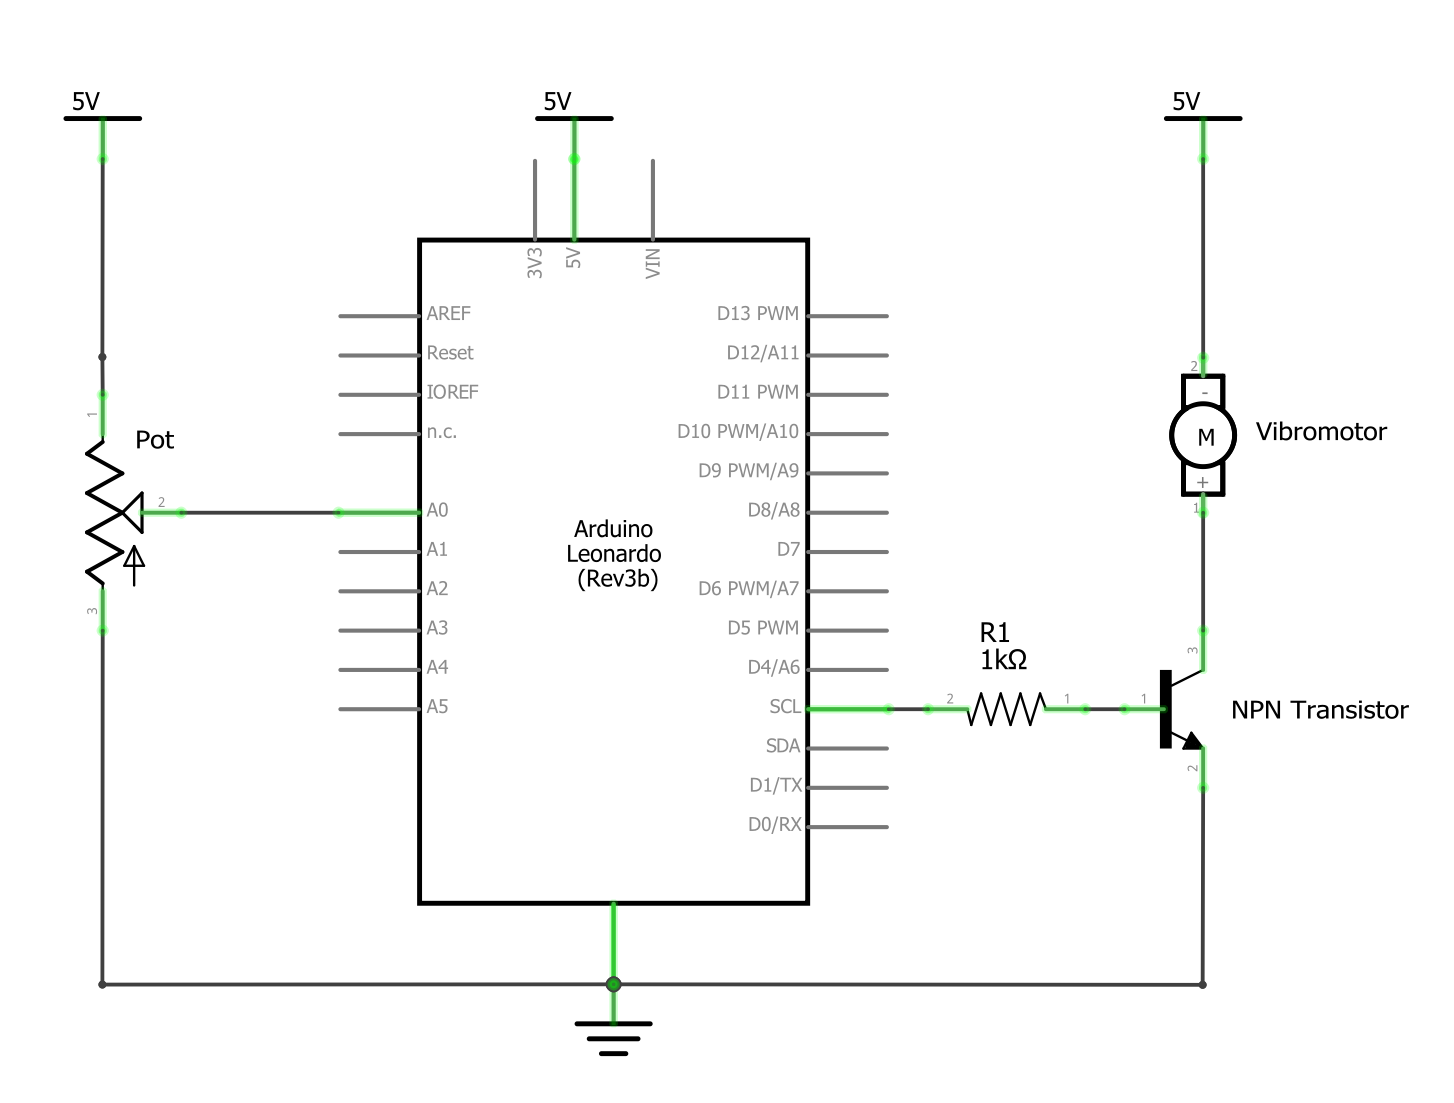 5V
5V
5V
3V3
5V
VIN
AREF
Reset
IOREF
n.c.
A0
A1
A2
A3
A4
A5
D13 PWM
D12/A11
D11 PWM
D10 PWM/A10
D9 PWM/A9
D8/A8
D7
D6 PWM/A7
D5 PWM
D4/A6
SCL
SDA
D1/TX
D0/RX
Arduino
Leonardo
(Rev3b)
1
Pot
2
3
R1
1kΩ
2
1
1
3
2
NPN Transistor
2
-
M
+
1
Vibromotor